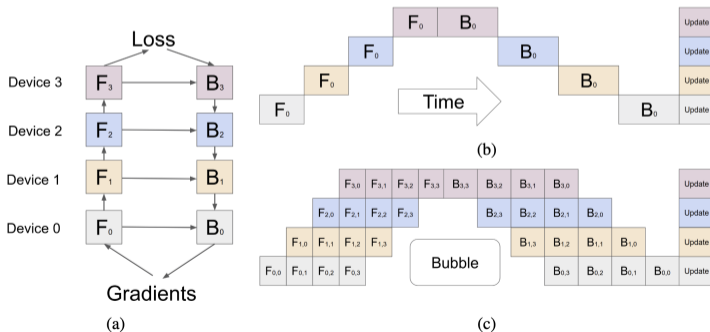 Loss
Device 3 F3 B3
Device 2 F2 B2
Device 1 F1 B1
Device 0 F0 B0
Gradients
(a)
F0 B0 Update
F0 B0 Update
F0 B0 Update
F0 Time B0 Update
(b)
F3,0 F3,1 F3,2 F3,3 B3,3 B3,2 B3,1 B3,0 Update
F2,0 F2,1 F2,2 F2,3 B2,3 B2,2 B2,1 B2,0 Update
F1,0 F1,1 F1,2 F1,3 B1,3 B1,2 B1,1 B1,0 Update
Bubble
F0,0 F0,1 F0,2 F0,3 B0,3 B0,2 B0,1 B0,0 Update
(c)